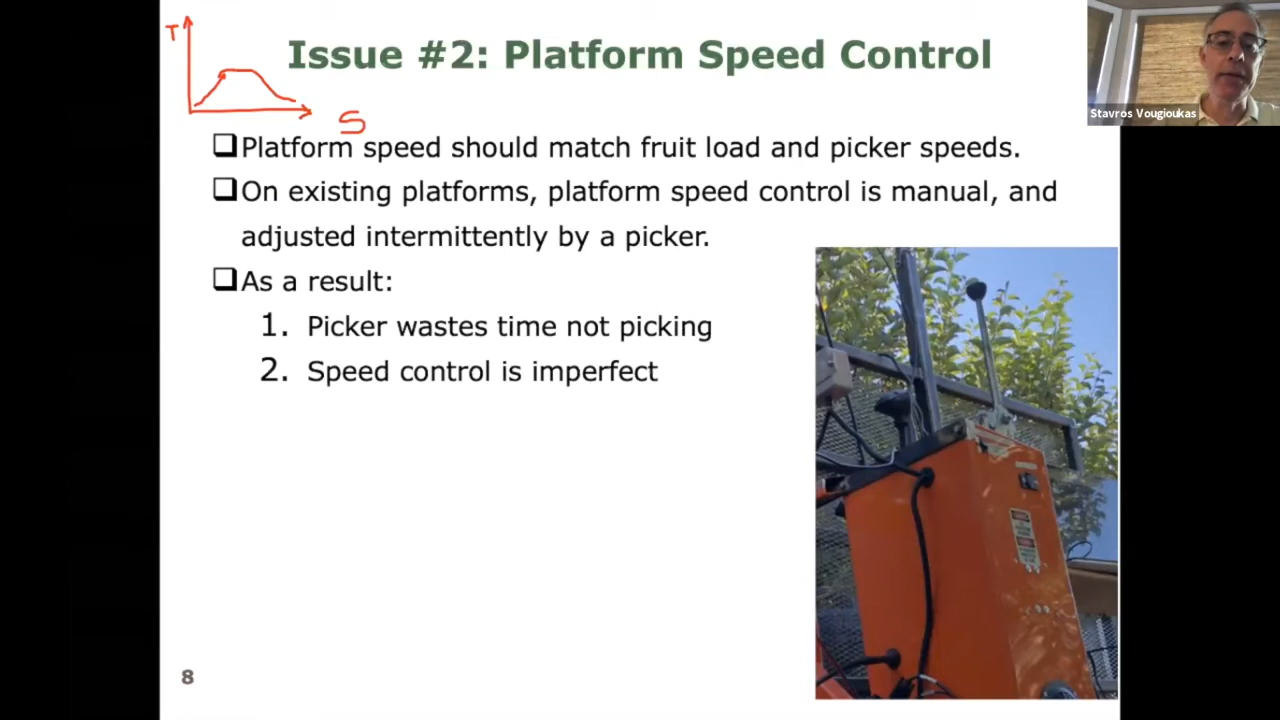 T
Issue #2: Platform Speed Control
S
Stavros Vougioukas
Platform speed should match fruit load and picker speeds.
On existing platforms, platform speed control is manual, and
adjusted intermittently by a picker.
As a result:
1. Picker wastes time not picking
2. Speed control is imperfect
8